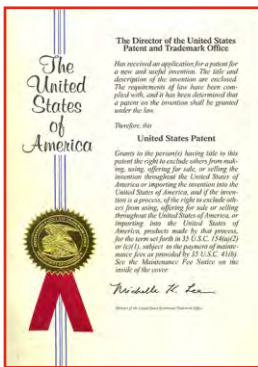 The
United
States
of
America
The Director of the United States
Patent and Trademark Office
Has received an application for a patent for
a new and useful invention. The title and
description of the invention are enclosed.
The requirements of law have been com-
plied with, and it has been determined that
a patent on the invention shall be granted
under the law.
Therefore, this
United States Patent
Grants to the person(s) having title to this
patent the right to exclude others from mak-
ing, using, offering for sale, or selling the
invention throughout the United States of
America or importing the invention into the
United States of America, and if the inven-
tion is a process, of the right to exclude oth-
ers from using, offering for sale or selling
throughout the United States of America, or
importing into the United States of
America, products made by that process,
for the term set forth in 35 U.S.C. 154(a)(2)
or (c)(1), subject to the payment of mainte-
nance fees as provided by 35 U.S.C. 41(b).
See the Maintenance Fee Notice on the
inside of the cover.
Michelle K. Lee